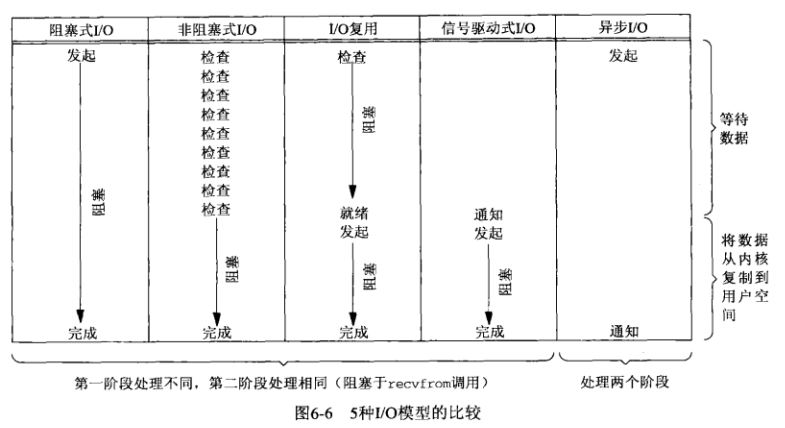 阻塞式I/O 非阻塞式I/O I/O复用 信号驱动式I/O 异步I/O
发起 检查 检查 发起
检查
检查
检查
检查
检查
检查
检查
检查
阻塞
阻塞
就绪 通知
发起 发起
阻塞
阻塞
阻塞
完成 完成 完成 完成 通知
等待
数据
将数据
从内核
复制到
用户空
间
第一阶段处理不同，第二阶段处理相同（阻塞于recvfrom调用） 处理两个阶段
图6-6 5种I/O模型的比较